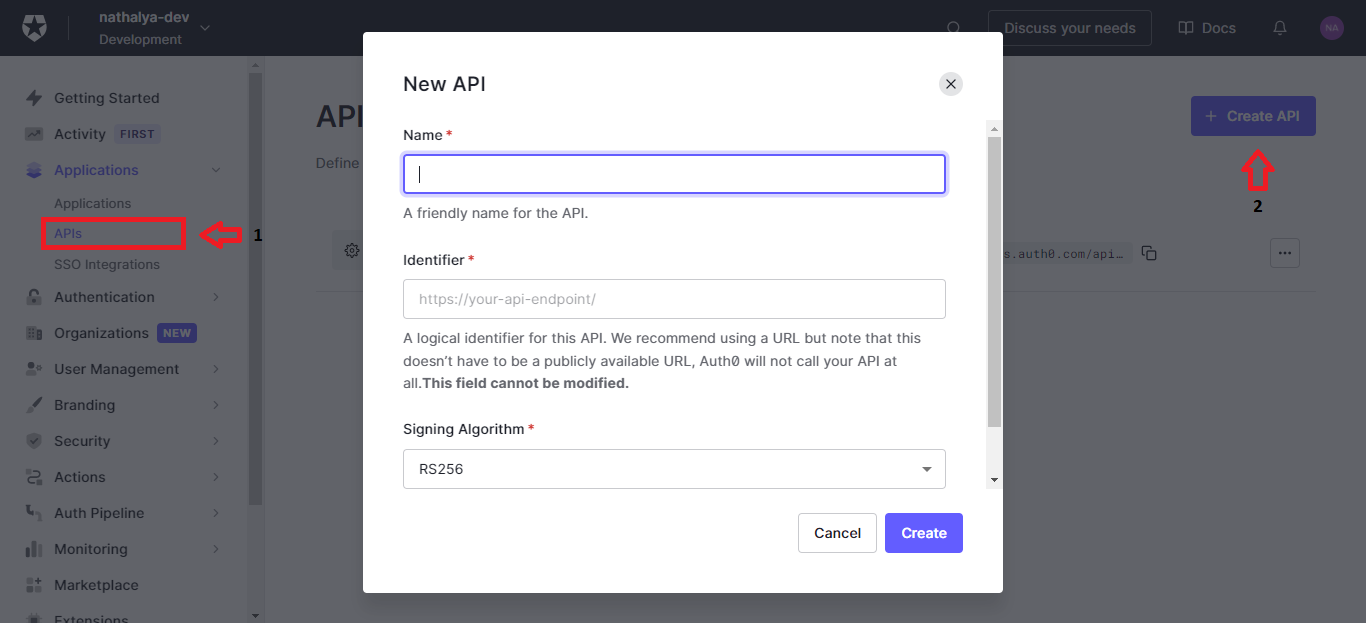 nathalya-dev
Development
Discuss your needs
Docs
NA
Getting Started
Activity FIRST
Applications
Applications
APIs
1
SSO Integrations
Authentication
Organizations NEW
User Management
Branding
Security
Actions
Auth Pipeline
Monitoring
Marketplace
Extensions
API
Define
+ Create API
2
s.auth0.com/api…
New API
Name *
A friendly name for the API.
Identifier *
https://your-api-endpoint/
A logical identifier for this API. We recommend using a URL but note that this
doesn’t have to be a publicly available URL, Auth0 will not call your API at
all.This field cannot be modified.
Signing Algorithm *
RS256
Cancel
Create